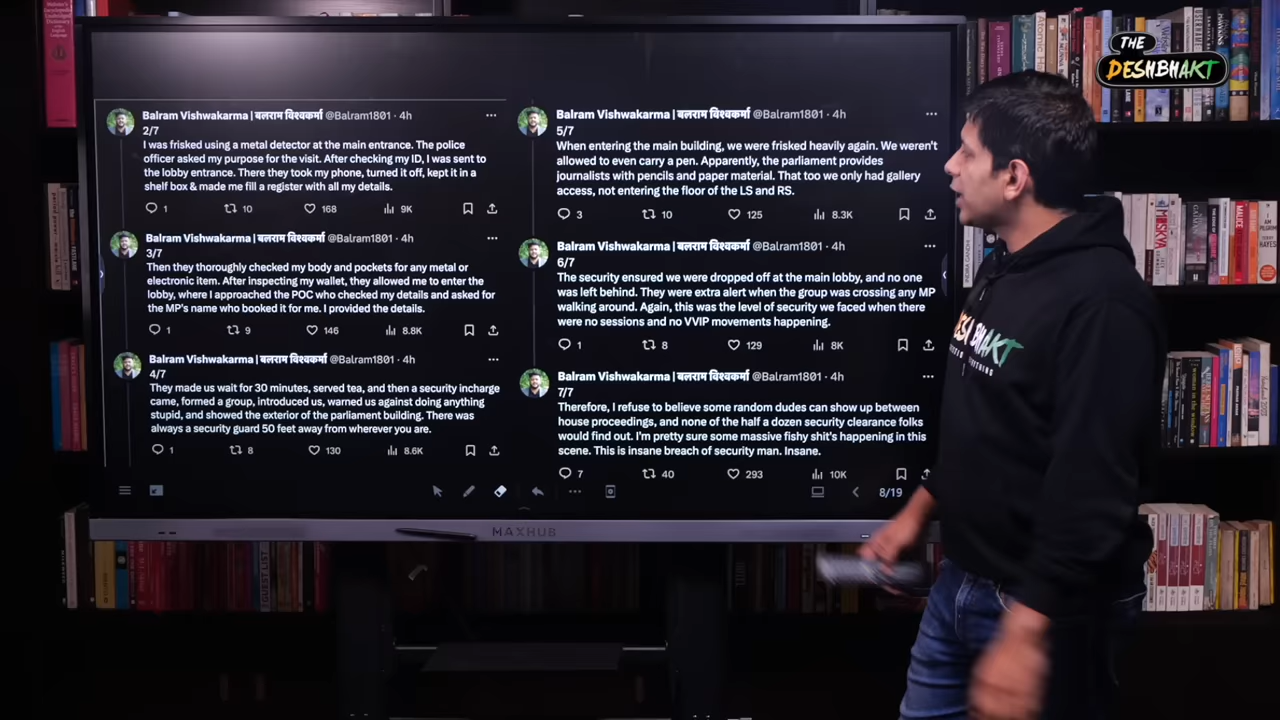 THE
DESHBHAKT
Balram Vishwakarma | बलराम विश्वकर्मा @Balram1801 · 4h
2/7
I was frisked using a metal detector at the main entrance. The police
officer asked my purpose for the visit. After checking my ID, I was sent to
the lobby entrance. There they took my phone, turned it off, kept it in a
shelf box & made me fill a register with all my details.
1 10 168 9K
Balram Vishwakarma | बलराम विश्वकर्मा @Balram1801 · 4h
3/7
Then they thoroughly checked my body and pockets for any metal or
electronic item. After inspecting my wallet, they allowed me to enter the
lobby, where I approached the POC who checked my details and asked for
the MP's name who booked it for me. I provided the details.
1 9 146 8.8K
Balram Vishwakarma | बलराम विश्वकर्मा @Balram1801 · 4h
4/7
They made us wait for 30 minutes, served tea, and then a security incharge
came, formed a group, introduced us, warned us against doing anything
stupid, and showed the exterior of the parliament building. There was
always a security guard 50 feet away from wherever you are.
1 8 130 8.6K
Balram Vishwakarma | बलराम विश्वकर्मा @Balram1801 · 4h
5/7
When entering the main building, we were frisked heavily again. We weren't
allowed to even carry a pen. Apparently, the parliament provides
journalists with pencils and paper material. That too we only had gallery
access, not entering the floor of the LS and RS.
3 10 125 8.3K
Balram Vishwakarma | बलराम विश्वकर्मा @Balram1801 · 4h
6/7
The security ensured we were dropped off at the main lobby, and no one
was left behind. They were extra alert when the group was crossing any MP
walking around. Again, this was the level of security we faced when there
were no sessions and no VVIP movements happening.
1 8 129 8K
Balram Vishwakarma | बलराम विश्वकर्मा @Balram1801 · 4h
7/7
Therefore, I refuse to believe some random dudes can show up between
house proceedings, and none of the half a dozen security clearance folks
would find out. I'm pretty sure some massive fishy shit's happening in this
scene. This is insane breach of security man. Insane.
7 40 293 10K
8/19
MAXHUB